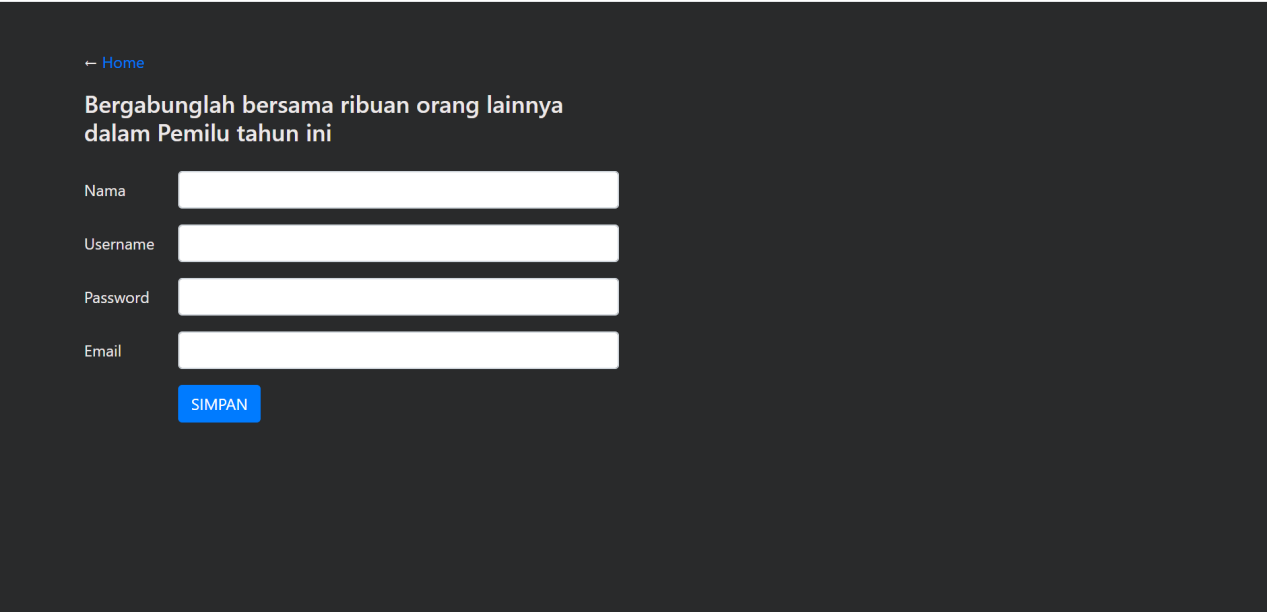 ← Home
Bergabunglah bersama ribuan orang lainnya
dalam Pemilu tahun ini
Nama
Username
Password
Email
SIMPAN